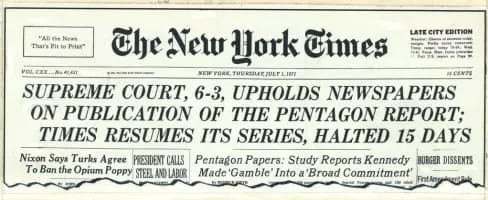 "All the News
That's Fit to Print"
The New York Times
LATE CITY EDITION
VOL. CXX... No. 41,431
NEW YORK, THURSDAY, JULY 1, 1971
15 CENTS
SUPREME COURT, 6-3, UPHOLDS NEWSPAPERS
ON PUBLICATION OF THE PENTAGON REPORT;
TIMES RESUMES ITS SERIES, HALTED 15 DAYS
Nixon Says Turks Agree
To Ban the Opium Poppy
PRESIDENT CALLS
STEEL AND LABOR
Pentagon Papers: Study Reports Kennedy
Made 'Gamble' Into a 'Broad Commitment'
BURGER DISSENTS
First Amendment Rule